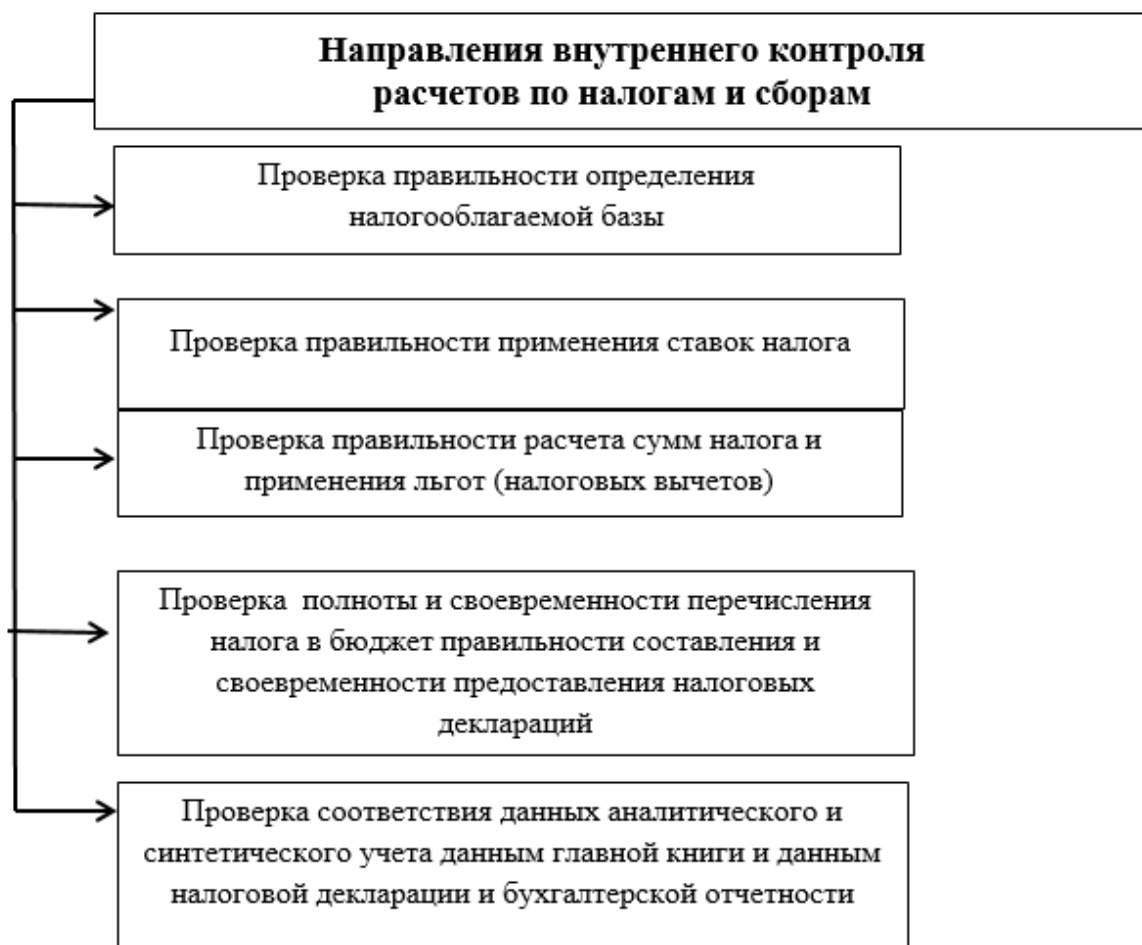 Направления внутреннего контроля
расчетов по налогам и сборам
Проверка правильности определения
налогооблагаемой базы
Проверка правильности применения ставок налога
Проверка правильности расчета сумм налога и
применения льгот (налоговых вычетов)
Проверка полноты и своевременности перечисления
налога в бюджет правильности составления и
своевременности предоставления налоговых
деклараций
Проверка соответствия данных аналитического и
синтетического учета данным главной книги и данным
налоговой декларации и бухгалтерской отчетности